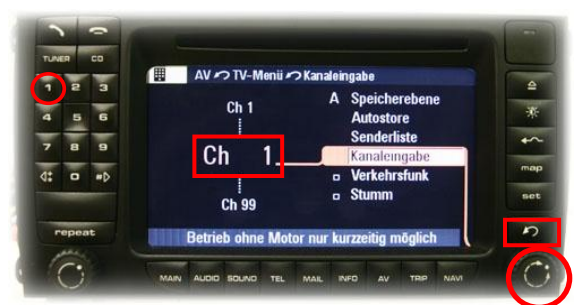 TUNER CD
1 2 3
4 5 6
7 8 9
0
repeat
AV TV-Menü Kanaleingabe
Ch 1
Ch 1
Ch 99
A Speicherebene
Autostore
Senderliste
Kanaleingabe
Verkehrsfunk
Stumm
Betrieb ohne Motor nur kurzzeitig möglich
map
set
MAIN AUDIO SOUND TEL MAIL INFO AV TRIP NAVI